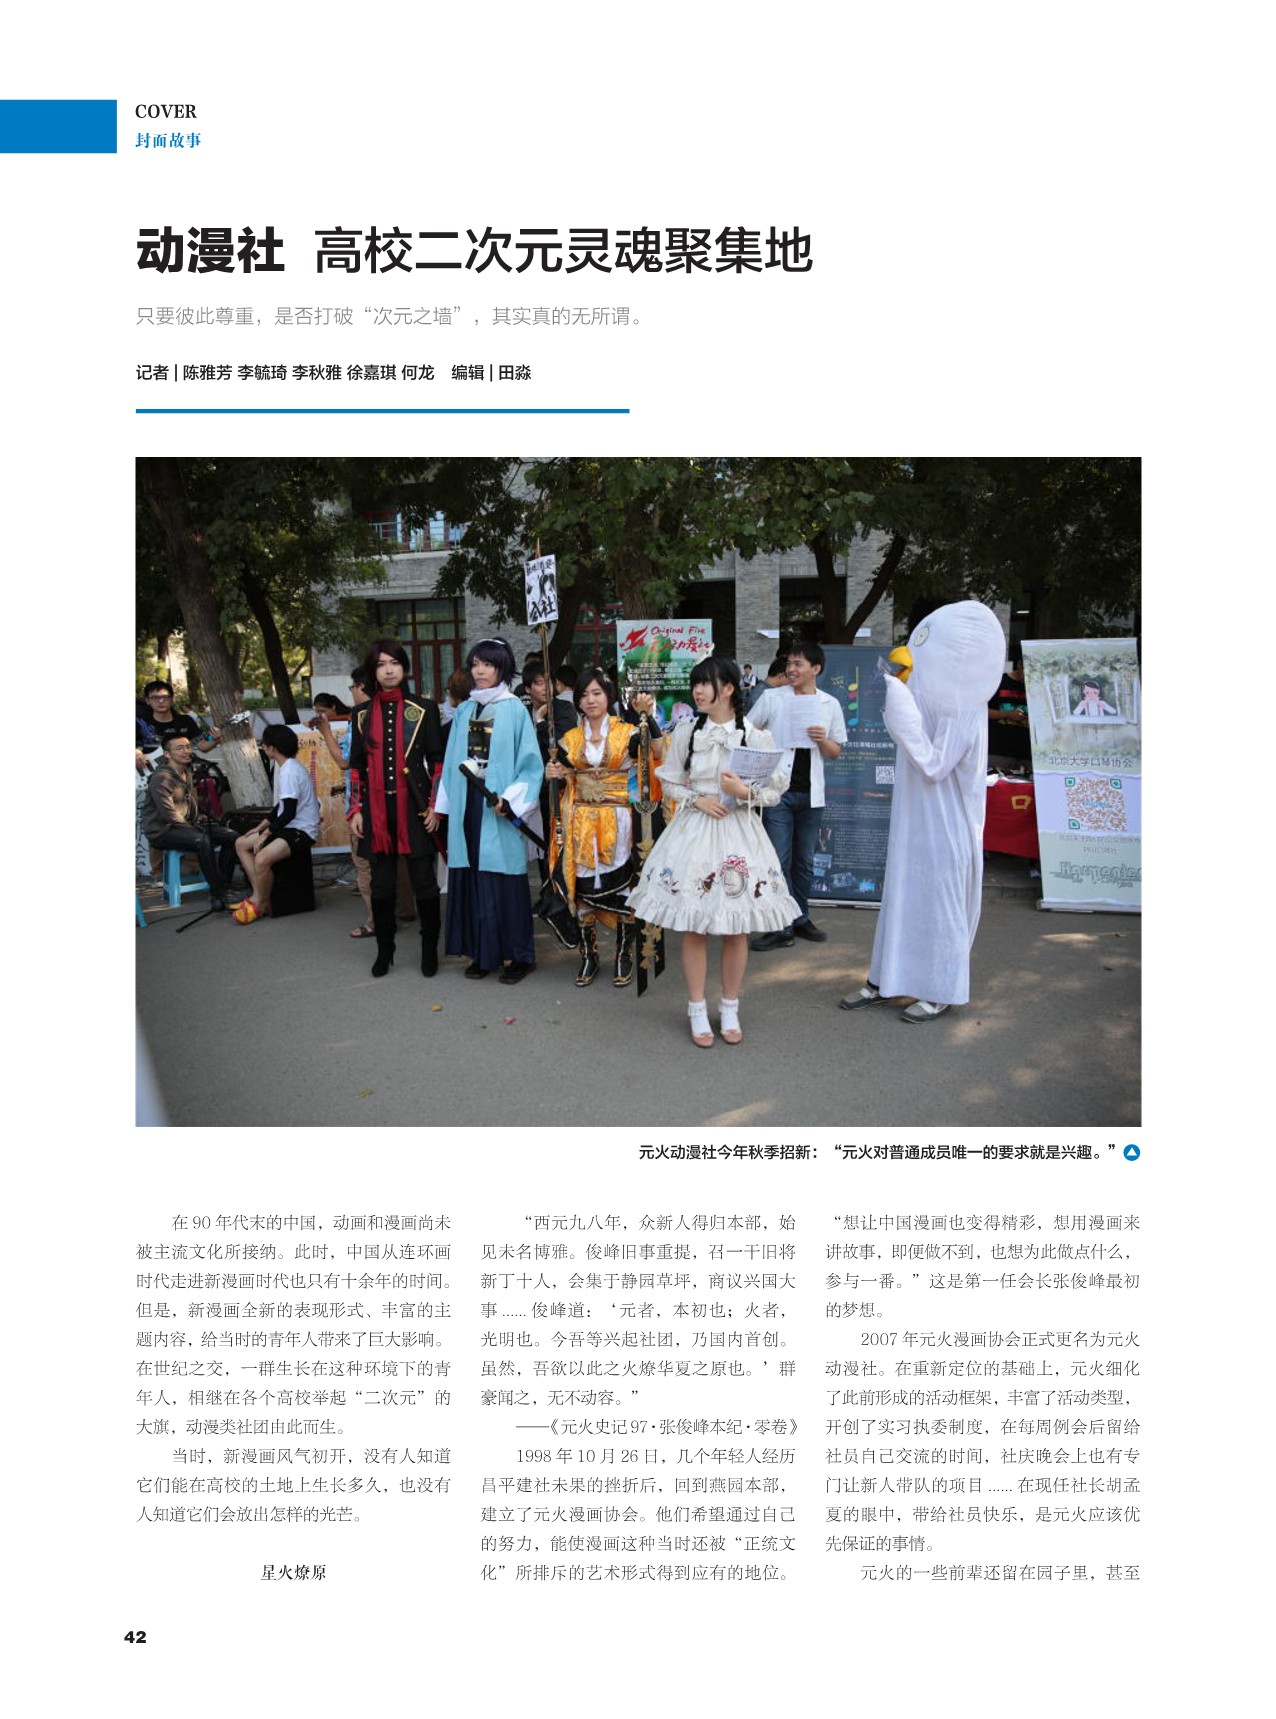 COVER
封面故事
动漫社 高校二次元灵魂聚集地
只要彼此尊重，是否打破“次元之墙”，其实真的无所谓。
记者 | 陈雅芳 李毓琦 李秋雅 徐嘉琪 何龙 编辑 | 田淼
公社
Original Fire
元火动漫社
北京大学口琴协会
元火动漫社今年秋季招新：“元火对普通成员唯一的要求就是兴趣。”
在 90 年代末的中国，动画和漫画尚未
被主流文化所接纳。此时，中国从连环画
时代走进新漫画时代也只有十余年的时间。
但是，新漫画全新的表现形式、丰富的主
题内容，给当时的青年人带来了巨大影响。
在世纪之交，一群生长在这种环境下的青
年人，相继在各个高校举起“二次元”的
大旗，动漫类社团由此而生。
当时，新漫画风气初开，没有人知道
它们能在高校的土地上生长多久，也没有
人知道它们会放出怎样的光芒。
星火燎原
“西元九八年，众新人得归本部，始
见未名博雅。俊峰旧事重提，召一干旧将
新丁十人，会集于静园草坪，商议兴国大
事 ...... 俊峰道：‘元者，本初也；火者，
光明也。今吾等兴起社团，乃国内首创。
虽然，吾欲以此之火燎华夏之原也。’群
豪闻之，无不动容。”
——《元火史记 97·张俊峰本纪·零卷》
1998 年 10 月 26 日，几个年轻人经历
昌平建社未果的挫折后，回到燕园本部，
建立了元火漫画协会。他们希望通过自己
的努力，能使漫画这种当时还被“正统文
化”所排斥的艺术形式得到应有的地位。
“想让中国漫画也变得精彩，想用漫画来
讲故事，即便做不到，也想为此做点什么，
参与一番。”这是第一任会长张俊峰最初
的梦想。
2007 年元火漫画协会正式更名为元火
动漫社。在重新定位的基础上，元火细化
了此前形成的活动框架，丰富了活动类型，
开创了实习执委制度，在每周例会后留给
社员自己交流的时间，社庆晚会上也有专
门让新人带队的项目 ...... 在现任社长胡孟
夏的眼中，带给社员快乐，是元火应该优
先保证的事情。
元火的一些前辈还留在园子里，甚至
42